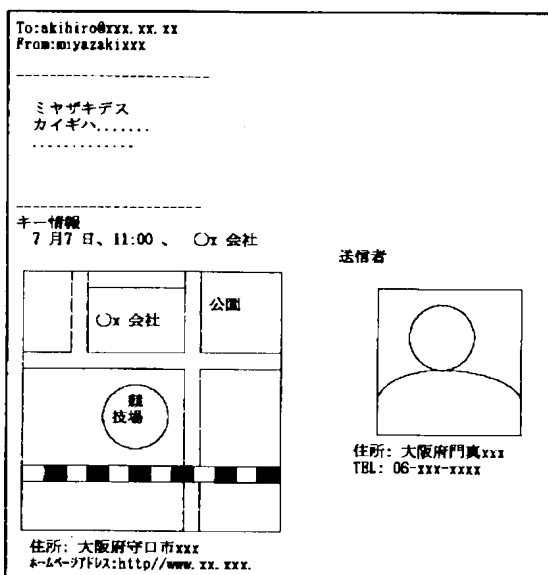 To:akihiro@xxx.xx.xx
From:miyazakixxx
ミヤザキデス
カイギハ.......
.............
キー情報
7月7日、11:00 、 ○x 会社
送信者
○x 会社
公園
競
技場
住所: 大阪府門真xxx
TEL: 06-xxx-xxxx
住所: 大阪府守口市xxx
ホームページアドレス:http//www.xx.xxx.